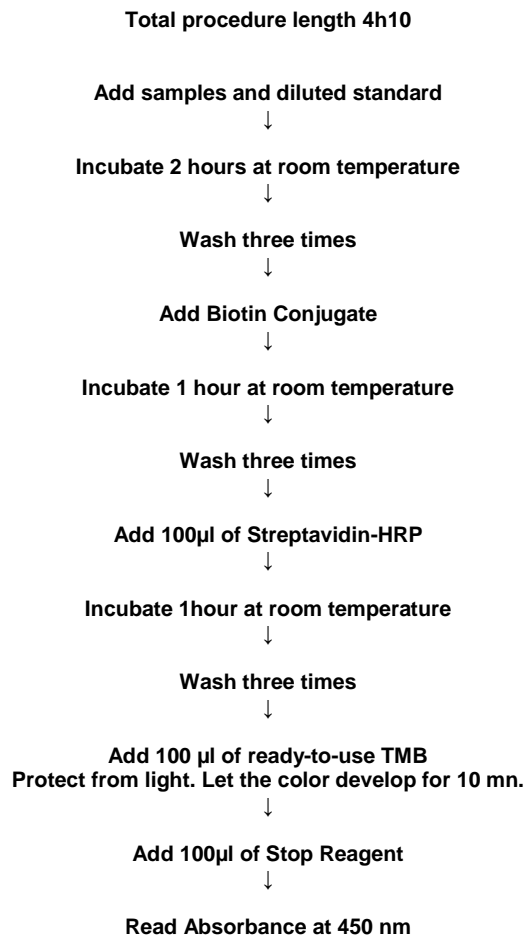 Total procedure length 4h10
Add samples and diluted standard
↓
Incubate 2 hours at room temperature
↓
Wash three times
↓
Add Biotin Conjugate
↓
Incubate 1 hour at room temperature
↓
Wash three times
↓
Add 100µl of Streptavidin-HRP
↓
Incubate 1hour at room temperature
↓
Wash three times
↓
Add 100 µl of ready-to-use TMB
Protect from light. Let the color develop for 10 mn.
↓
Add 100µl of Stop Reagent
↓
Read Absorbance at 450 nm